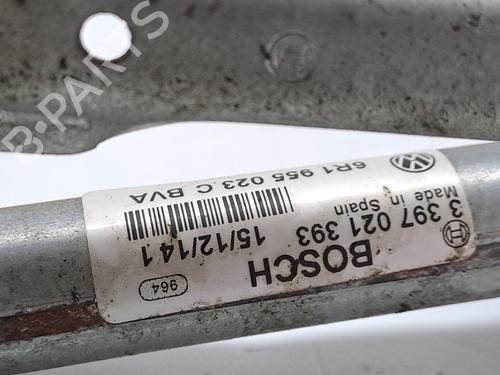 B-PARTS
BOSCH
964
3 397 021 393
Made in Spain
15/12/14 1
6R1 955 023 C BVA